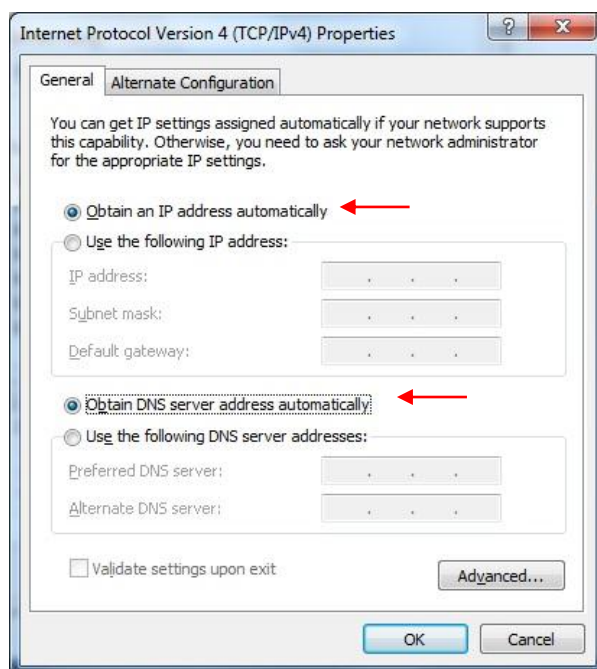 Internet Protocol Version 4 (TCP/IPv4) Properties
General
Alternate Configuration
You can get IP settings assigned automatically if your network supports
this capability. Otherwise, you need to ask your network administrator
for the appropriate IP settings.
Obtain an IP address automatically
Use the following IP address:
IP address:
Subnet mask:
Default gateway:
Obtain DNS server address automatically
Use the following DNS server addresses:
Preferred DNS server:
Alternate DNS server:
Validate settings upon exit
Advanced...
OK
Cancel